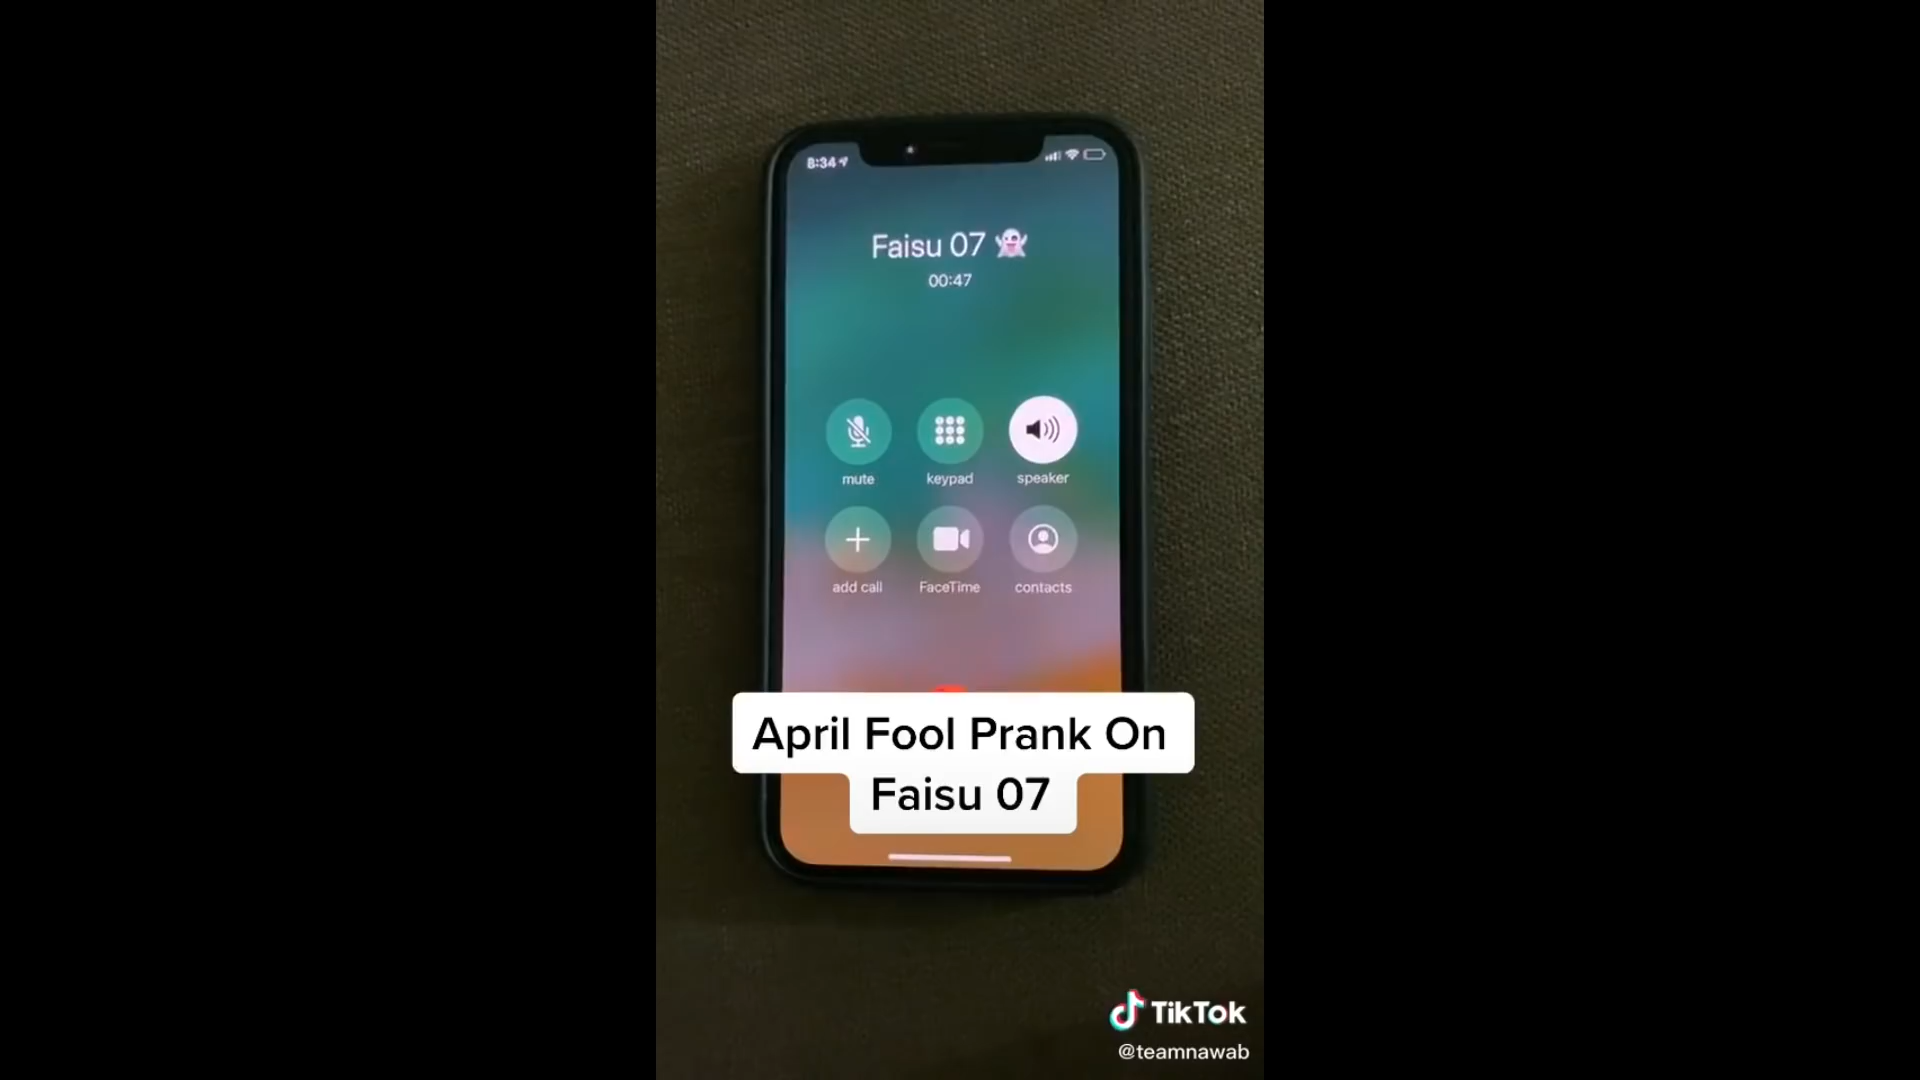 8:34
Faisu 07 👻
00:47
mute keypad speaker
add call FaceTime contacts
April Fool Prank On
Faisu 07
TikTok
@teamnawab